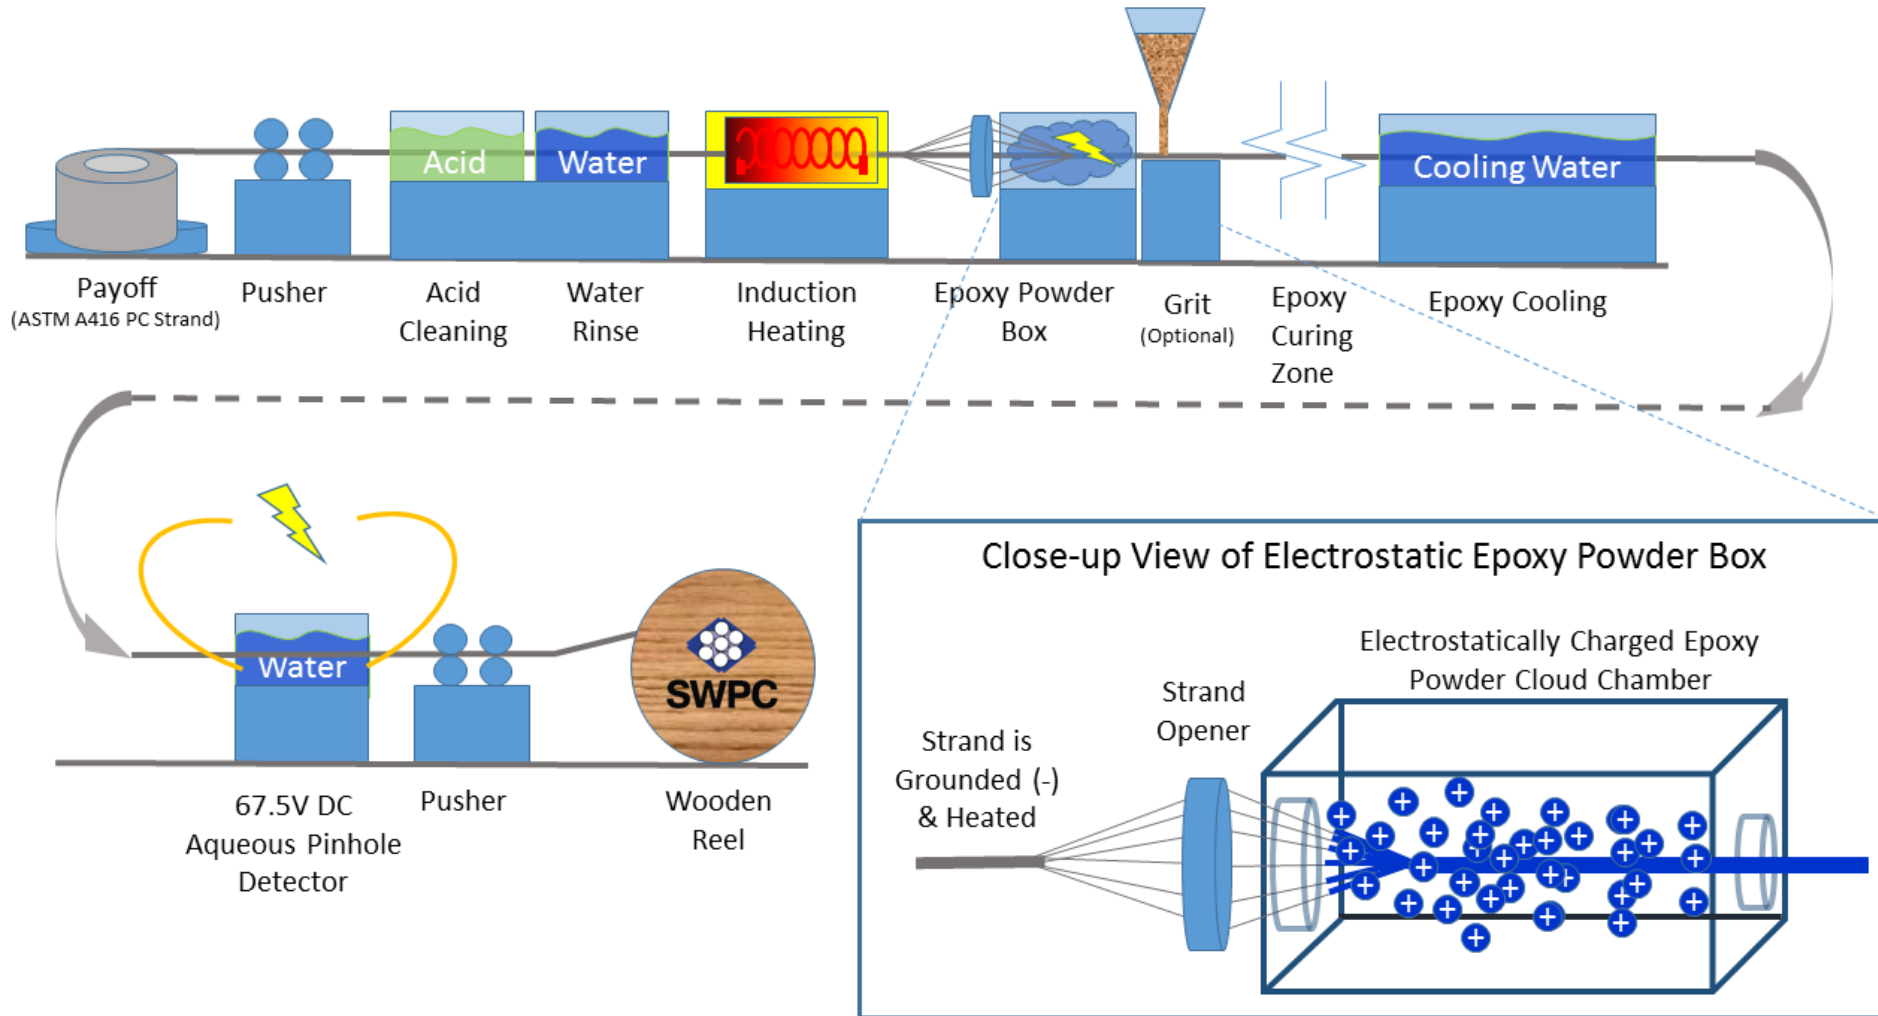 Acid
Water
Cooling Water
Payoff
(ASTM A416 PC Strand)
Pusher
Acid
Cleaning
Water
Rinse
Induction
Heating
Epoxy Powder
Box
Grit
(Optional)
Epoxy
Curing
Zone
Epoxy Cooling
Water
SWPC
67.5V DC
Aqueous Pinhole
Detector
Pusher
Wooden
Reel
Close-up View of Electrostatic Epoxy Powder Box
Electrostatically Charged Epoxy
Powder Cloud Chamber
Strand
Opener
Strand is
Grounded (-)
& Heated